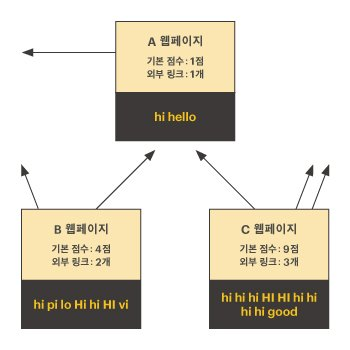 A 웹페이지
기본 점수 : 1점
외부 링크 : 1개
hi hello
B 웹페이지
기본 점수 : 4점
외부 링크 : 2개
hi pi lo Hi hi HI vi
C 웹페이지
기본 점수 : 9점
외부 링크 : 3개
hi hi hi HI HI hi hi
hi hi good